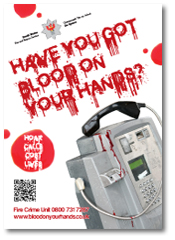 HAVE YOU GOT
BLOOD ON
YOUR HANDS?
HOAX
CALLS
COST
LIVES
Fire Crime Unit 0800 731
www.bloodonyourhands.co.uk